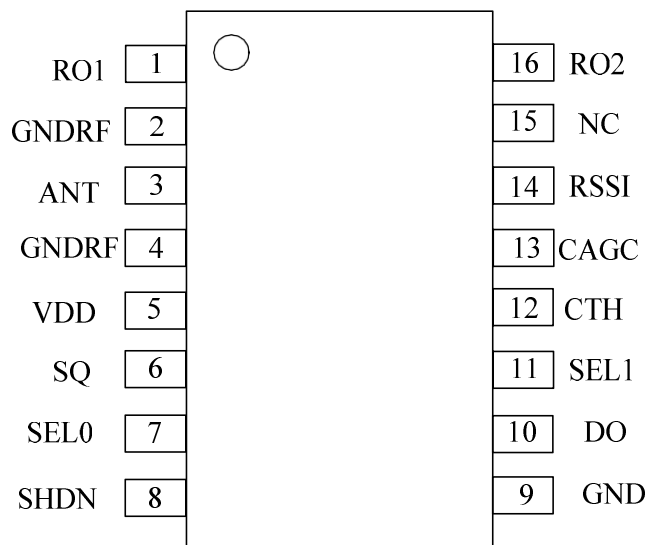 RO1 1 16 RO2
GNDRF 2 15 NC
ANT 3 14 RSSI
GNDRF 4 13 CAGC
VDD 5 12 CTH
SQ 6 11 SEL1
SEL0 7 10 DO
SHDN 8 9 GND